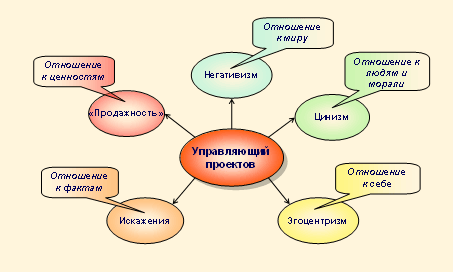 Отношение
к миру
Негативизм
Отношение
к ценностям
«Продажность»
Отношение к
людям и
морали
Цинизм
Управляющий
проектов
Отношение
к фактам
Искажения
Отношение
к себе
Эгоцентризм